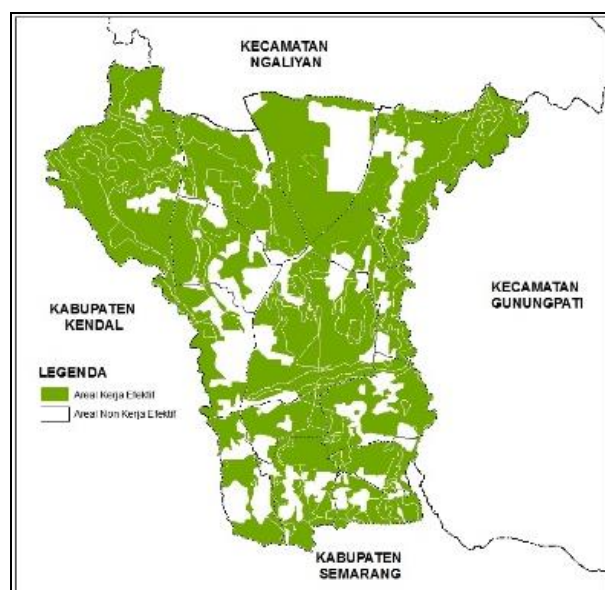 KECAMATAN
NGALIYAN
KECAMATAN
GUNUNGPATI
KABUPATEN
KENDAL
LEGENDA
Areal Kerja Efektif
Areal Non Kerja Efektif
KABUPATEN
SEMARANG